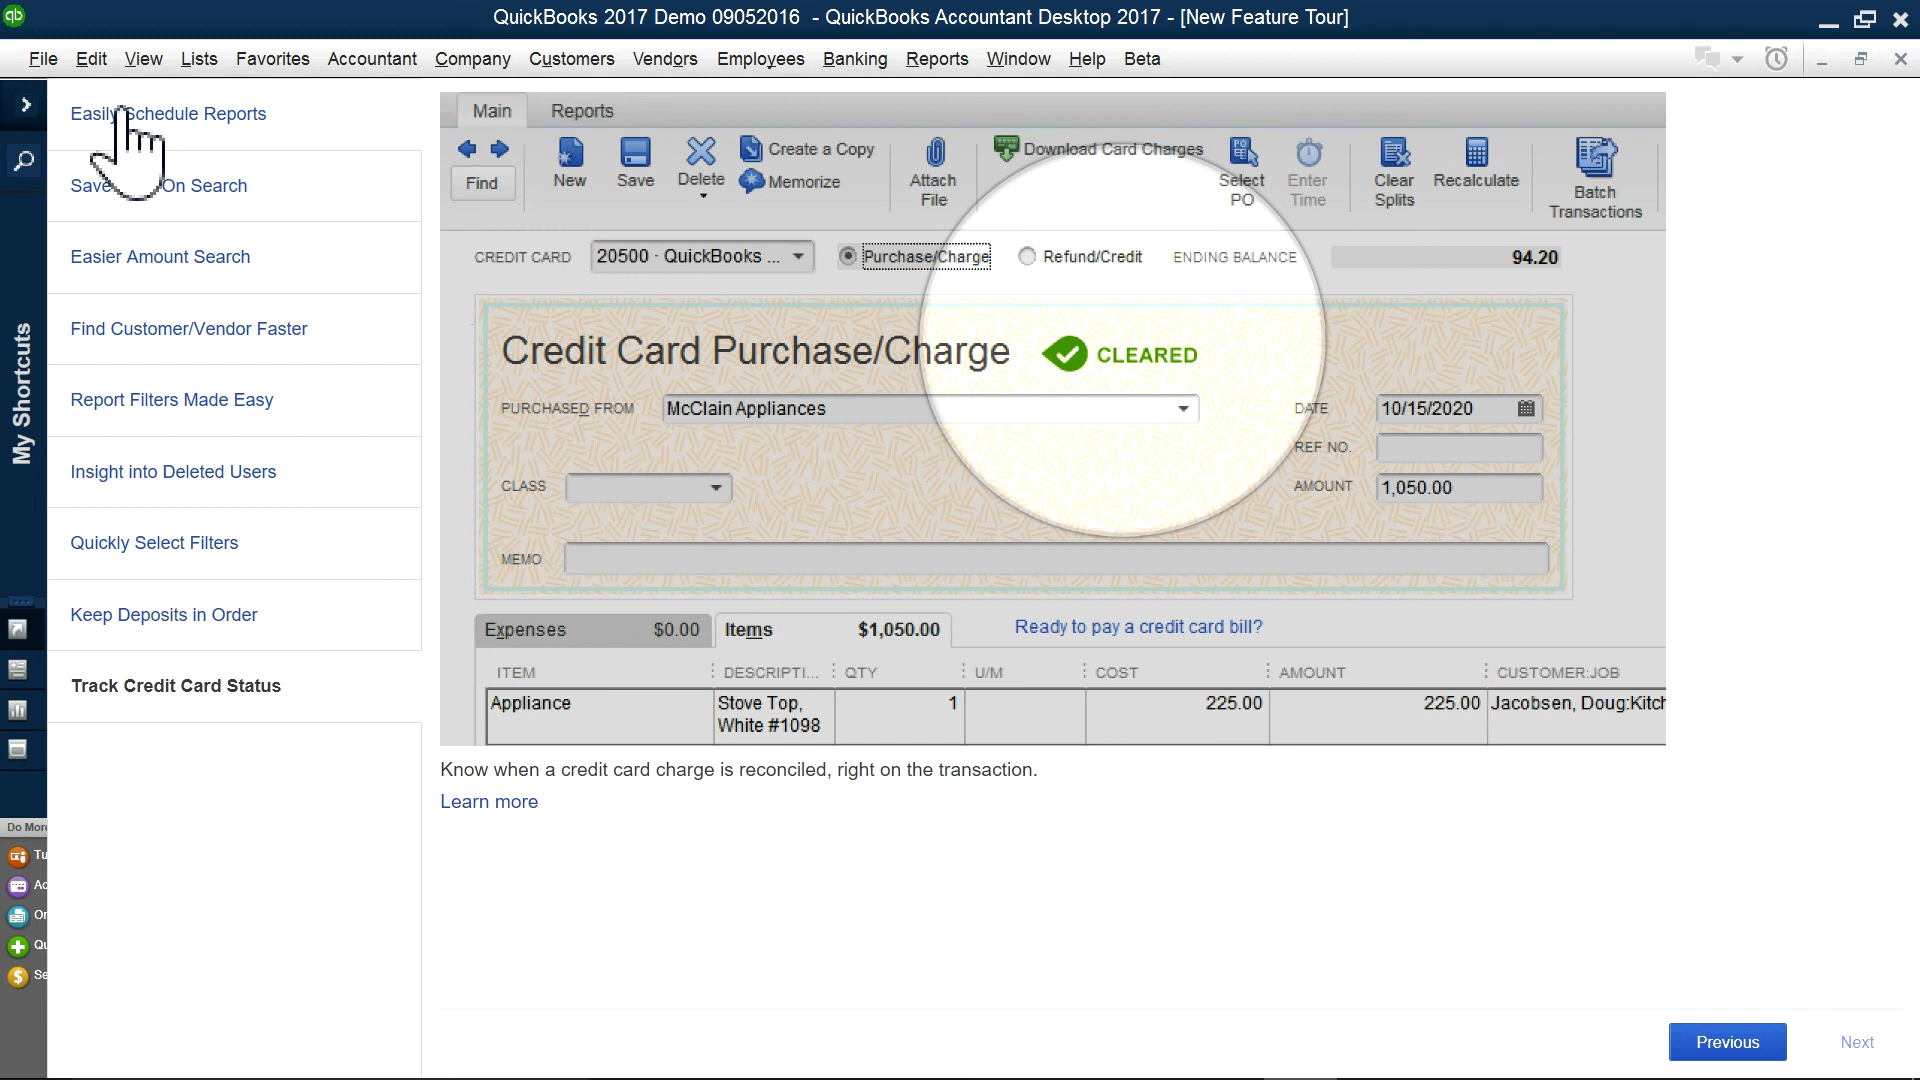 qb
QuickBooks 2017 Demo 09052016 - QuickBooks Accountant Desktop 2017 - [New Feature Tour]
File Edit View Lists Favorites Accountant Company Customers Vendors Employees Banking Reports Window Help Beta
My Shortcuts
Do More
Tu
Ac
Or
Qu
Se
Easily Schedule Reports
Save On Search
Easier Amount Search
Find Customer/Vendor Faster
Report Filters Made Easy
Insight into Deleted Users
Quickly Select Filters
Keep Deposits in Order
Track Credit Card Status
Main Reports
Find New Save Delete Create a Copy Memorize Attach File Download Card Charges Select PO Enter Time Clear Splits Recalculate Batch Transactions
CREDIT CARD 20500 · QuickBooks ... Purchase/Charge Refund/Credit ENDING BALANCE 94.20
Credit Card Purchase/Charge CLEARED
PURCHASED FROM McClain Appliances DATE 10/15/2020
REF NO.
CLASS AMOUNT 1,050.00
MEMO
Expenses $0.00 Items $1,050.00 Ready to pay a credit card bill?
ITEM DESCRIPTI... QTY U/M COST AMOUNT CUSTOMER:JOB
Appliance Stove Top, 1 225.00 225.00 Jacobsen, Doug:Kitch
White #1098
Know when a credit card charge is reconciled, right on the transaction.
Learn more
Previous Next